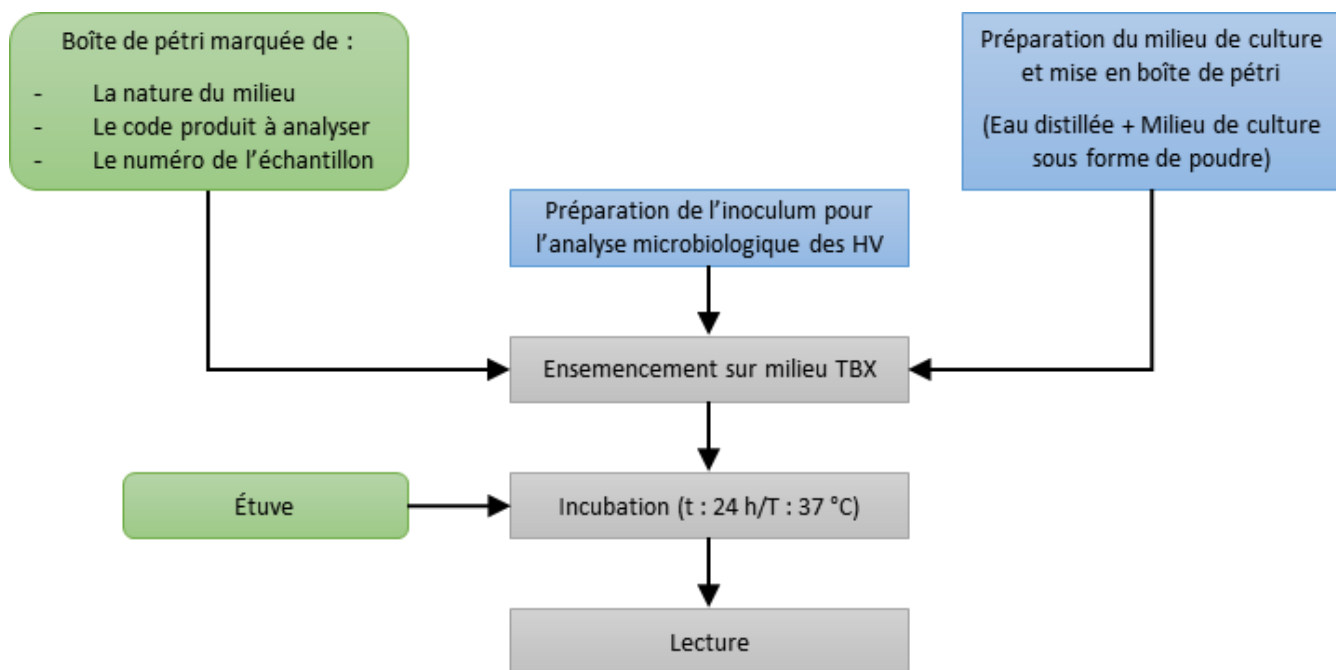 Boîte de pétri marquée de :
- La nature du milieu
- Le code produit à analyser
- Le numéro de l’échantillon
Préparation du milieu de culture
et mise en boîte de pétri
(Eau distillée + Milieu de culture
sous forme de poudre)
Préparation de l’inoculum pour
l’analyse microbiologique des HV
Ensemencement sur milieu TBX
Étuve
Incubation (t : 24 h/T : 37 °C)
Lecture